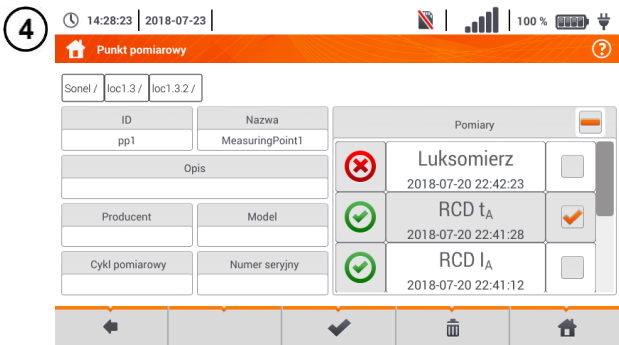 4
14:28:23 2018-07-23 100 %
Punkt pomiarowy ?
Sonel / loc1.3 / loc1.3.2 /
ID Nazwa Pomiary
pp1 MeasuringPoint1
Opis
Luksomierz
2018-07-20 22:42:23
Producent Model
RCD tA
2018-07-20 22:41:28
Cykl pomiarowy Numer seryjny
RCD IA
2018-07-20 22:41:12